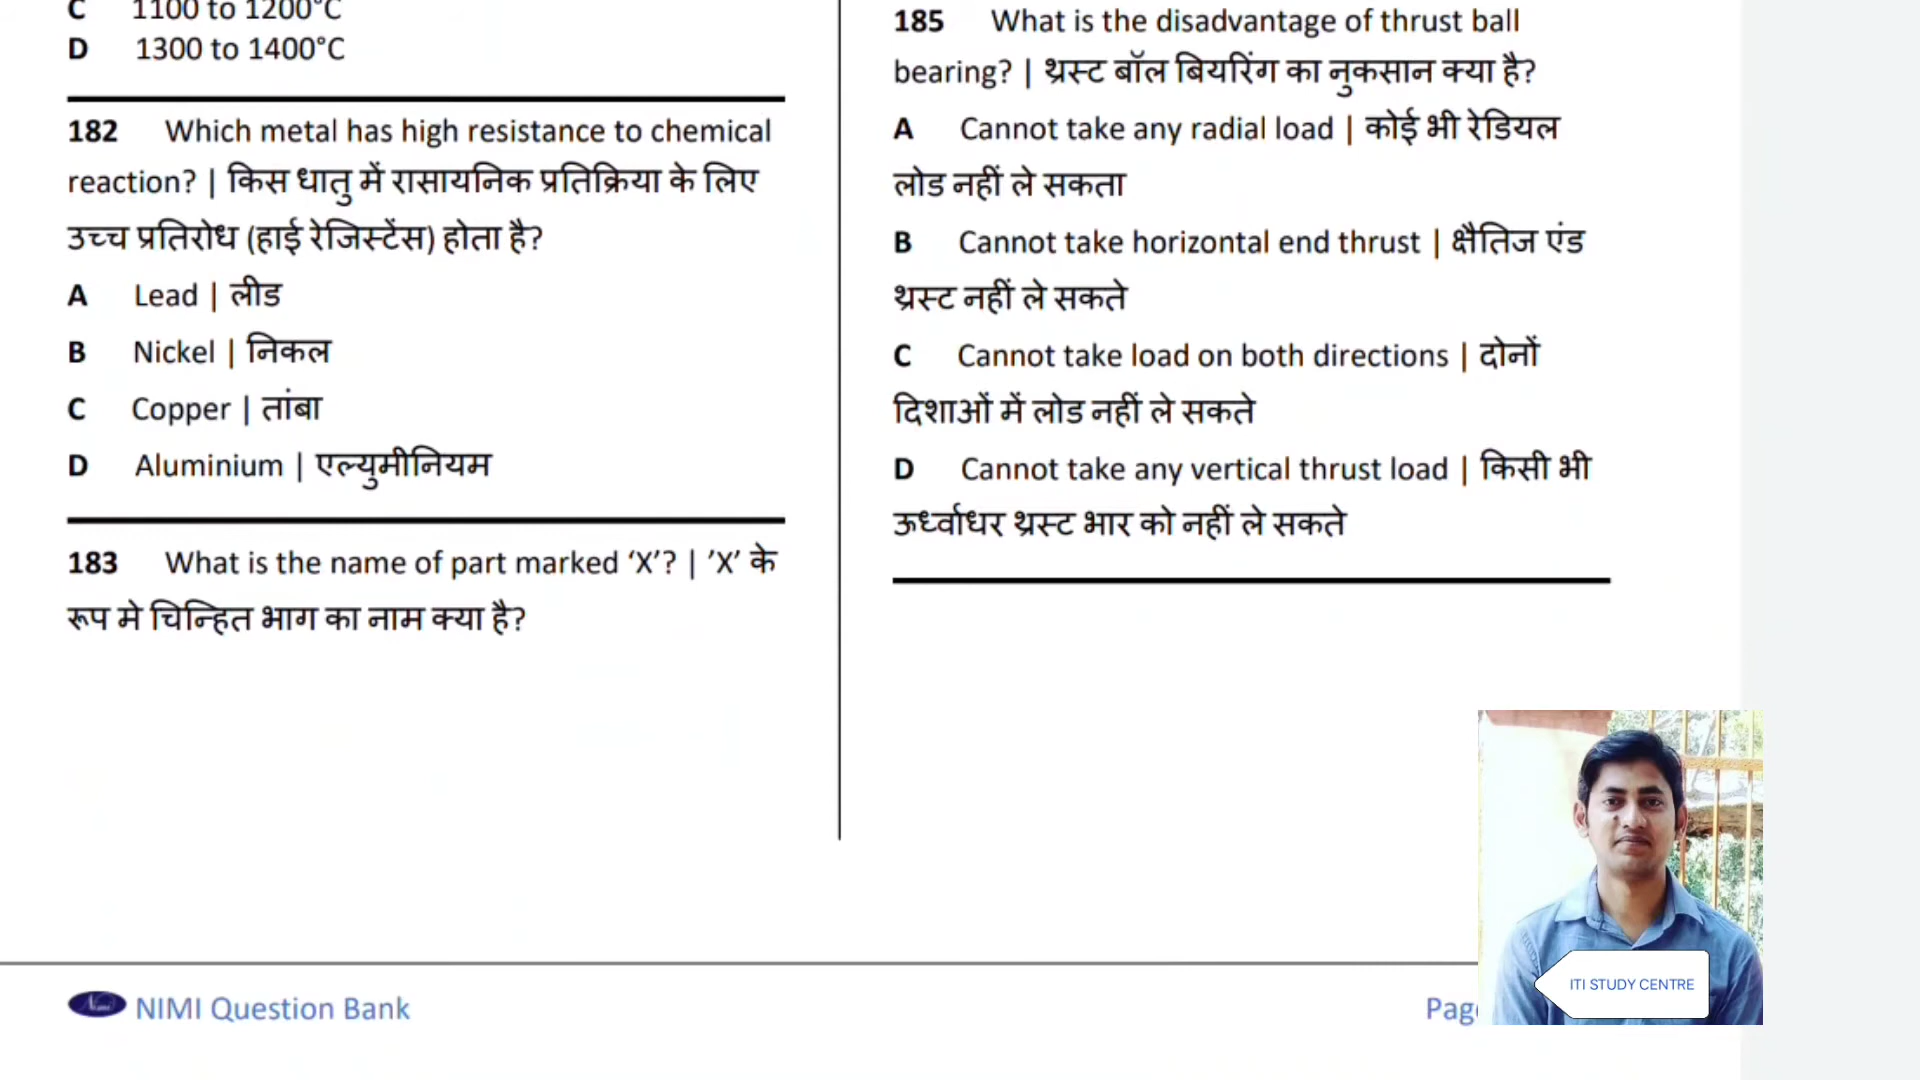 C 1100 to 1200°C
D 1300 to 1400°C
182 Which metal has high resistance to chemical
reaction? | किस धातु में रासायनिक प्रतिक्रिया के लिए
उच्च प्रतिरोध (हाई रेजिस्टेंस) होता है?
A Lead | लीड
B Nickel | निकल
C Copper | तांबा
D Aluminium | एल्युमीनियम
183 What is the name of part marked ‘X’? | ’X’ के
रूप मे चिन्हित भाग का नाम क्या है?
185 What is the disadvantage of thrust ball
bearing? | थ्रस्ट बॉल बियरिंग का नुकसान क्या है?
A Cannot take any radial load | कोई भी रेडियल
लोड नहीं ले सकता
B Cannot take horizontal end thrust | क्षैतिज एंड
थ्रस्ट नहीं ले सकते
C Cannot take load on both directions | दोनों
दिशाओं में लोड नहीं ले सकते
D Cannot take any vertical thrust load | किसी भी
ऊर्ध्वाधर थ्रस्ट भार को नहीं ले सकते
NIMI Question Bank
ITI STUDY CENTRE